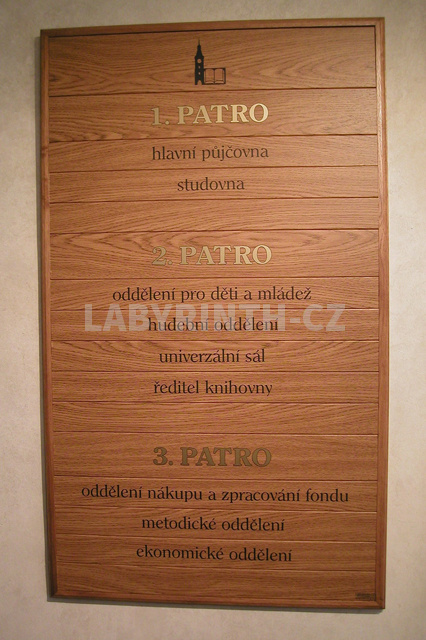 1. PATRO
hlavní půjčovna
studovna
2. PATRO
oddělení pro děti a mládež
LABYRINTH-CZ
hudební oddělení
univerzální sál
ředitel knihovny
3. PATRO
oddělení nákupu a zpracování fondu
metodické oddělení
ekonomické oddělení